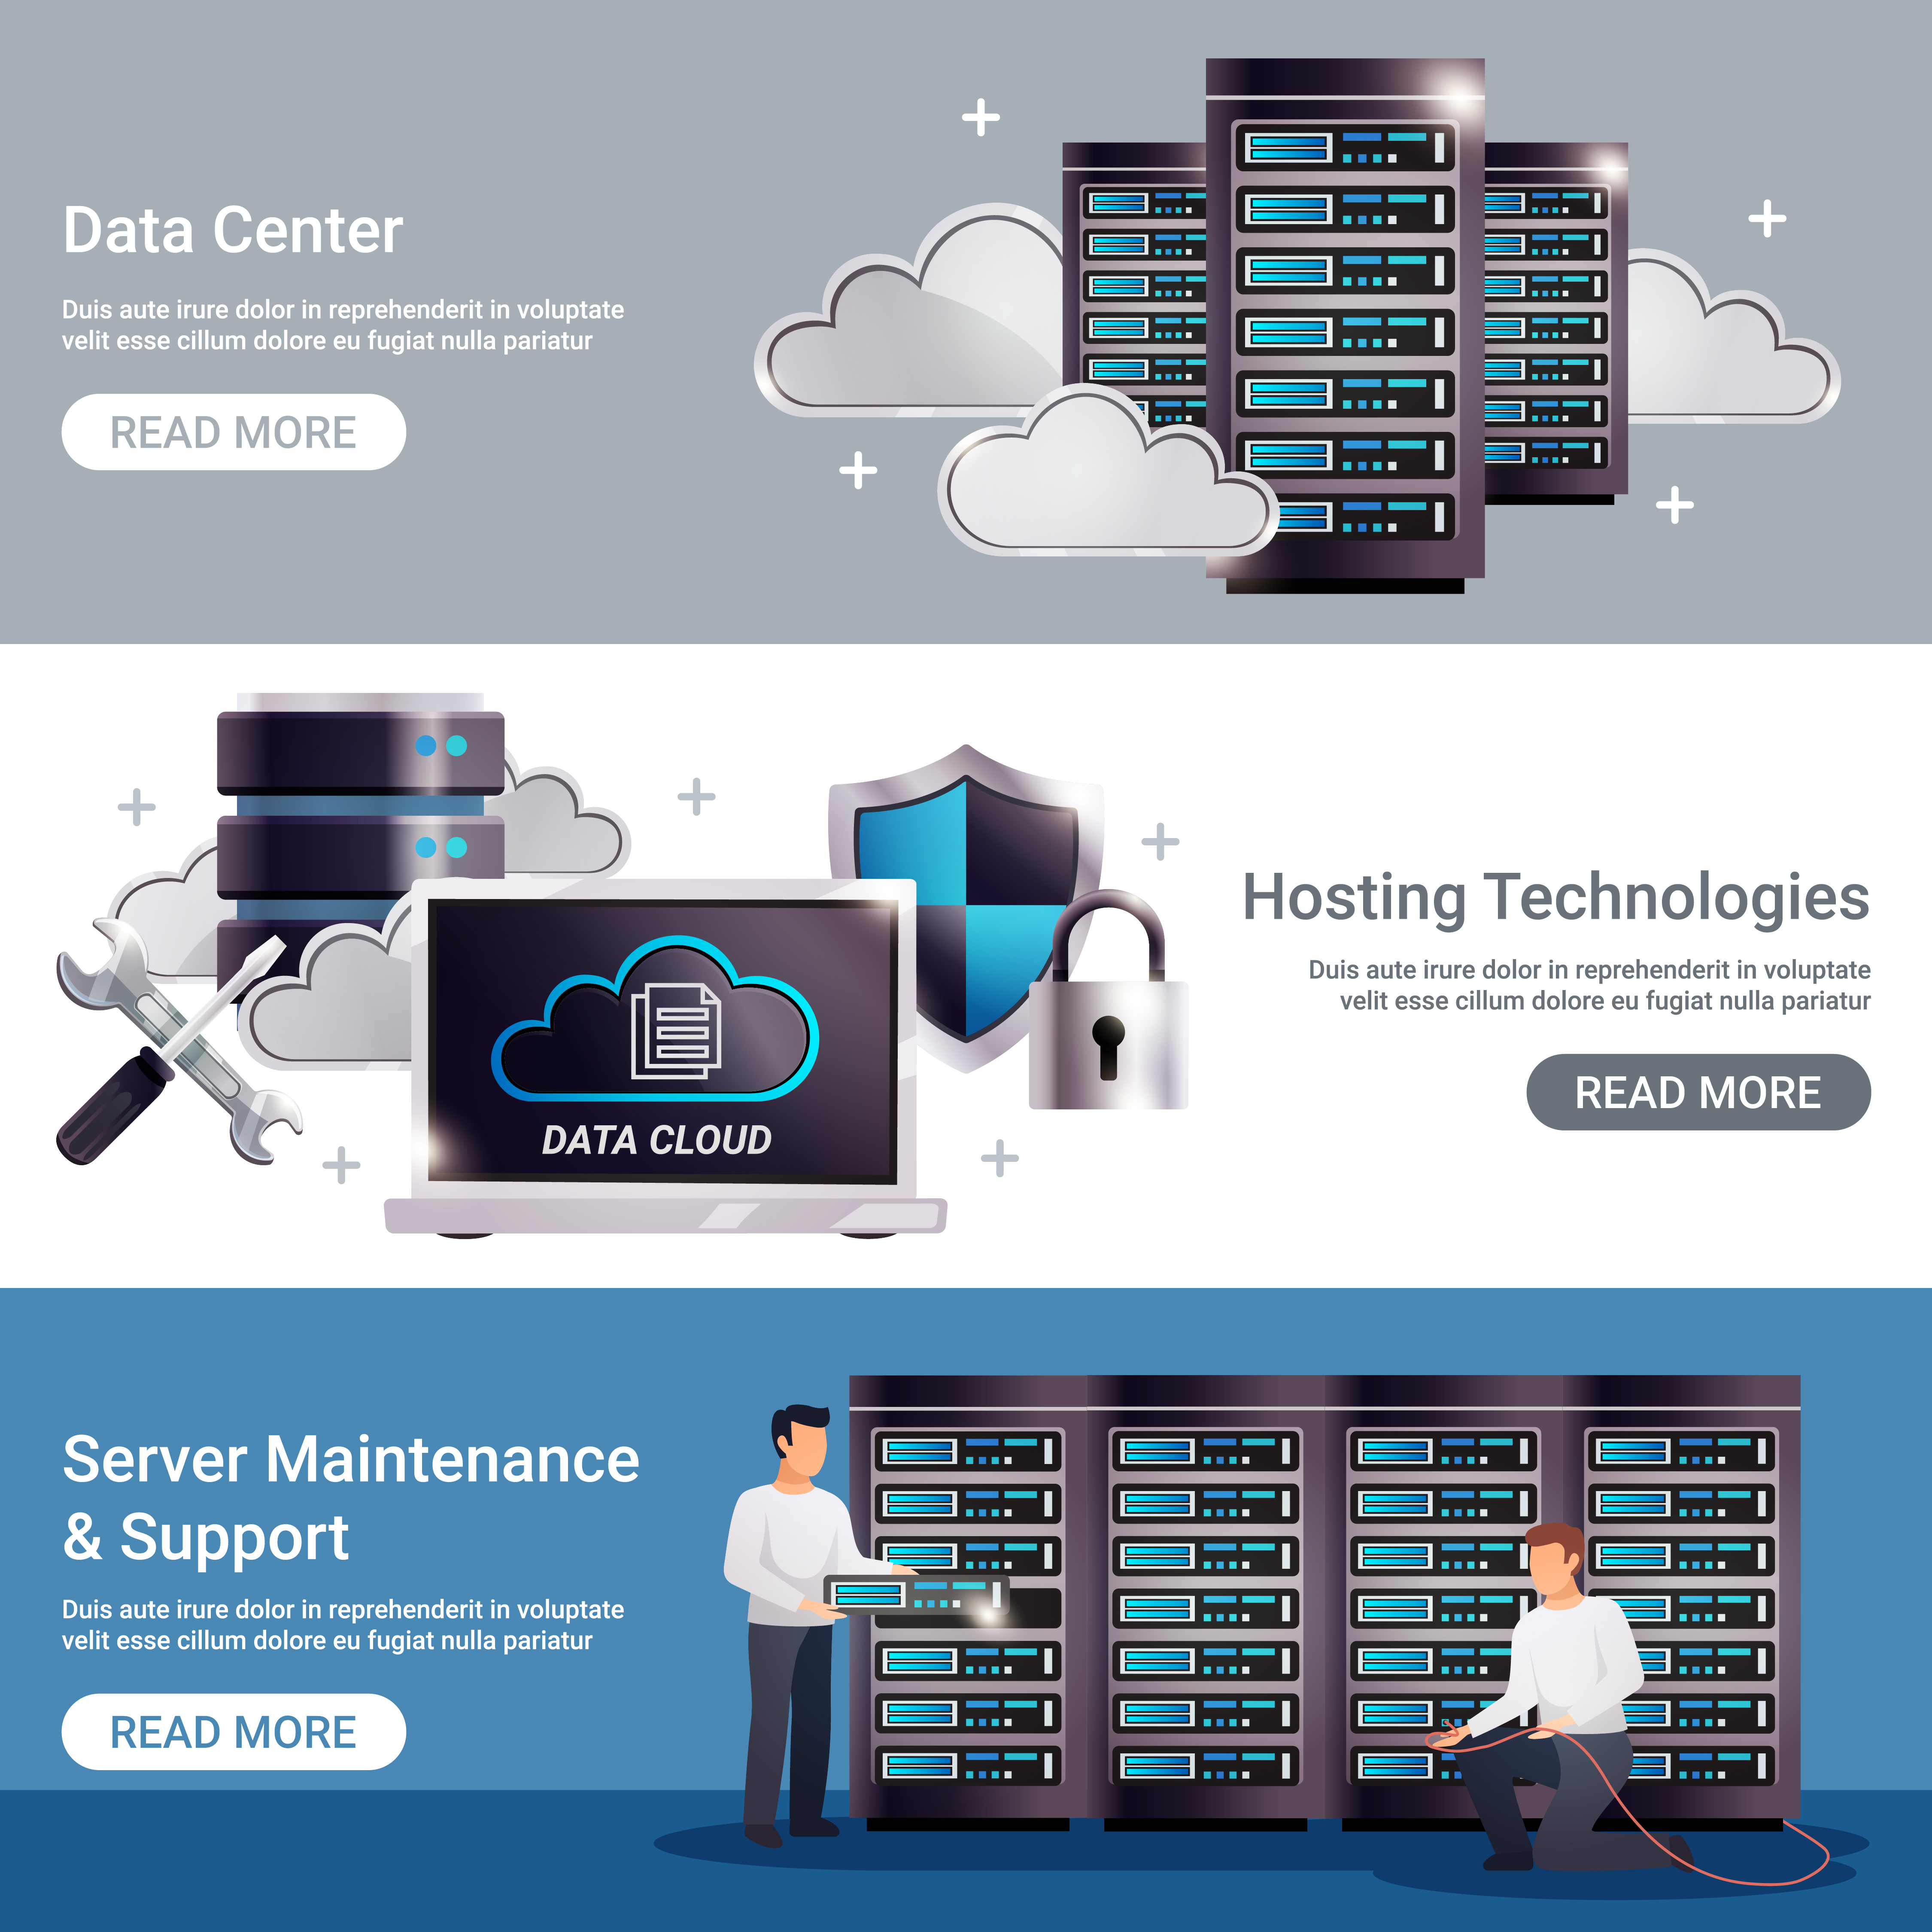 Data Center
Duis aute irure dolor in reprehenderit in voluptate
velit esse cillum dolore eu fugiat nulla pariatur
READ MORE
DATA CLOUD
Hosting Technologies
Duis aute irure dolor in reprehenderit in voluptate
velit esse cillum dolore eu fugiat nulla pariatur
READ MORE
Server Maintenance
& Support
Duis aute irure dolor in reprehenderit in voluptate
velit esse cillum dolore eu fugiat nulla pariatur
READ MORE